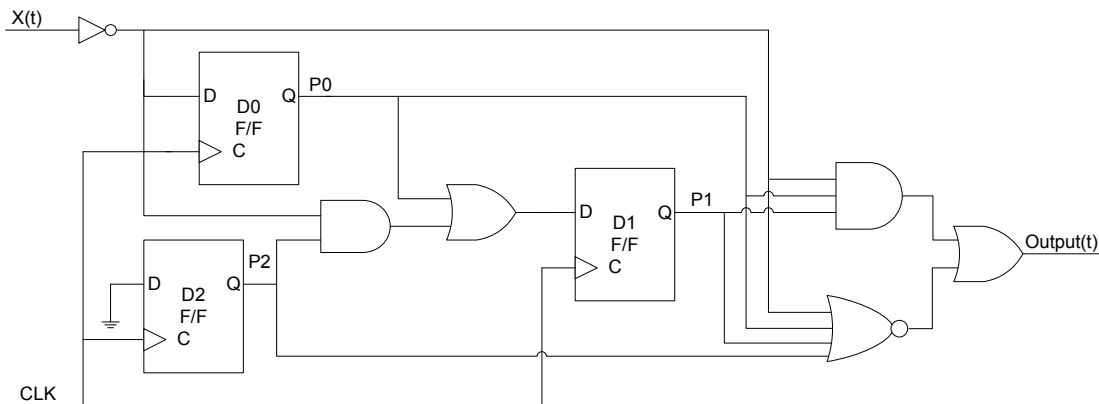 X(t)
P0
D
Q
D0
F/F
C
P1
D
Q
D1
F/F
C
P2
D
Q
D2
F/F
C
Output(t)
CLK